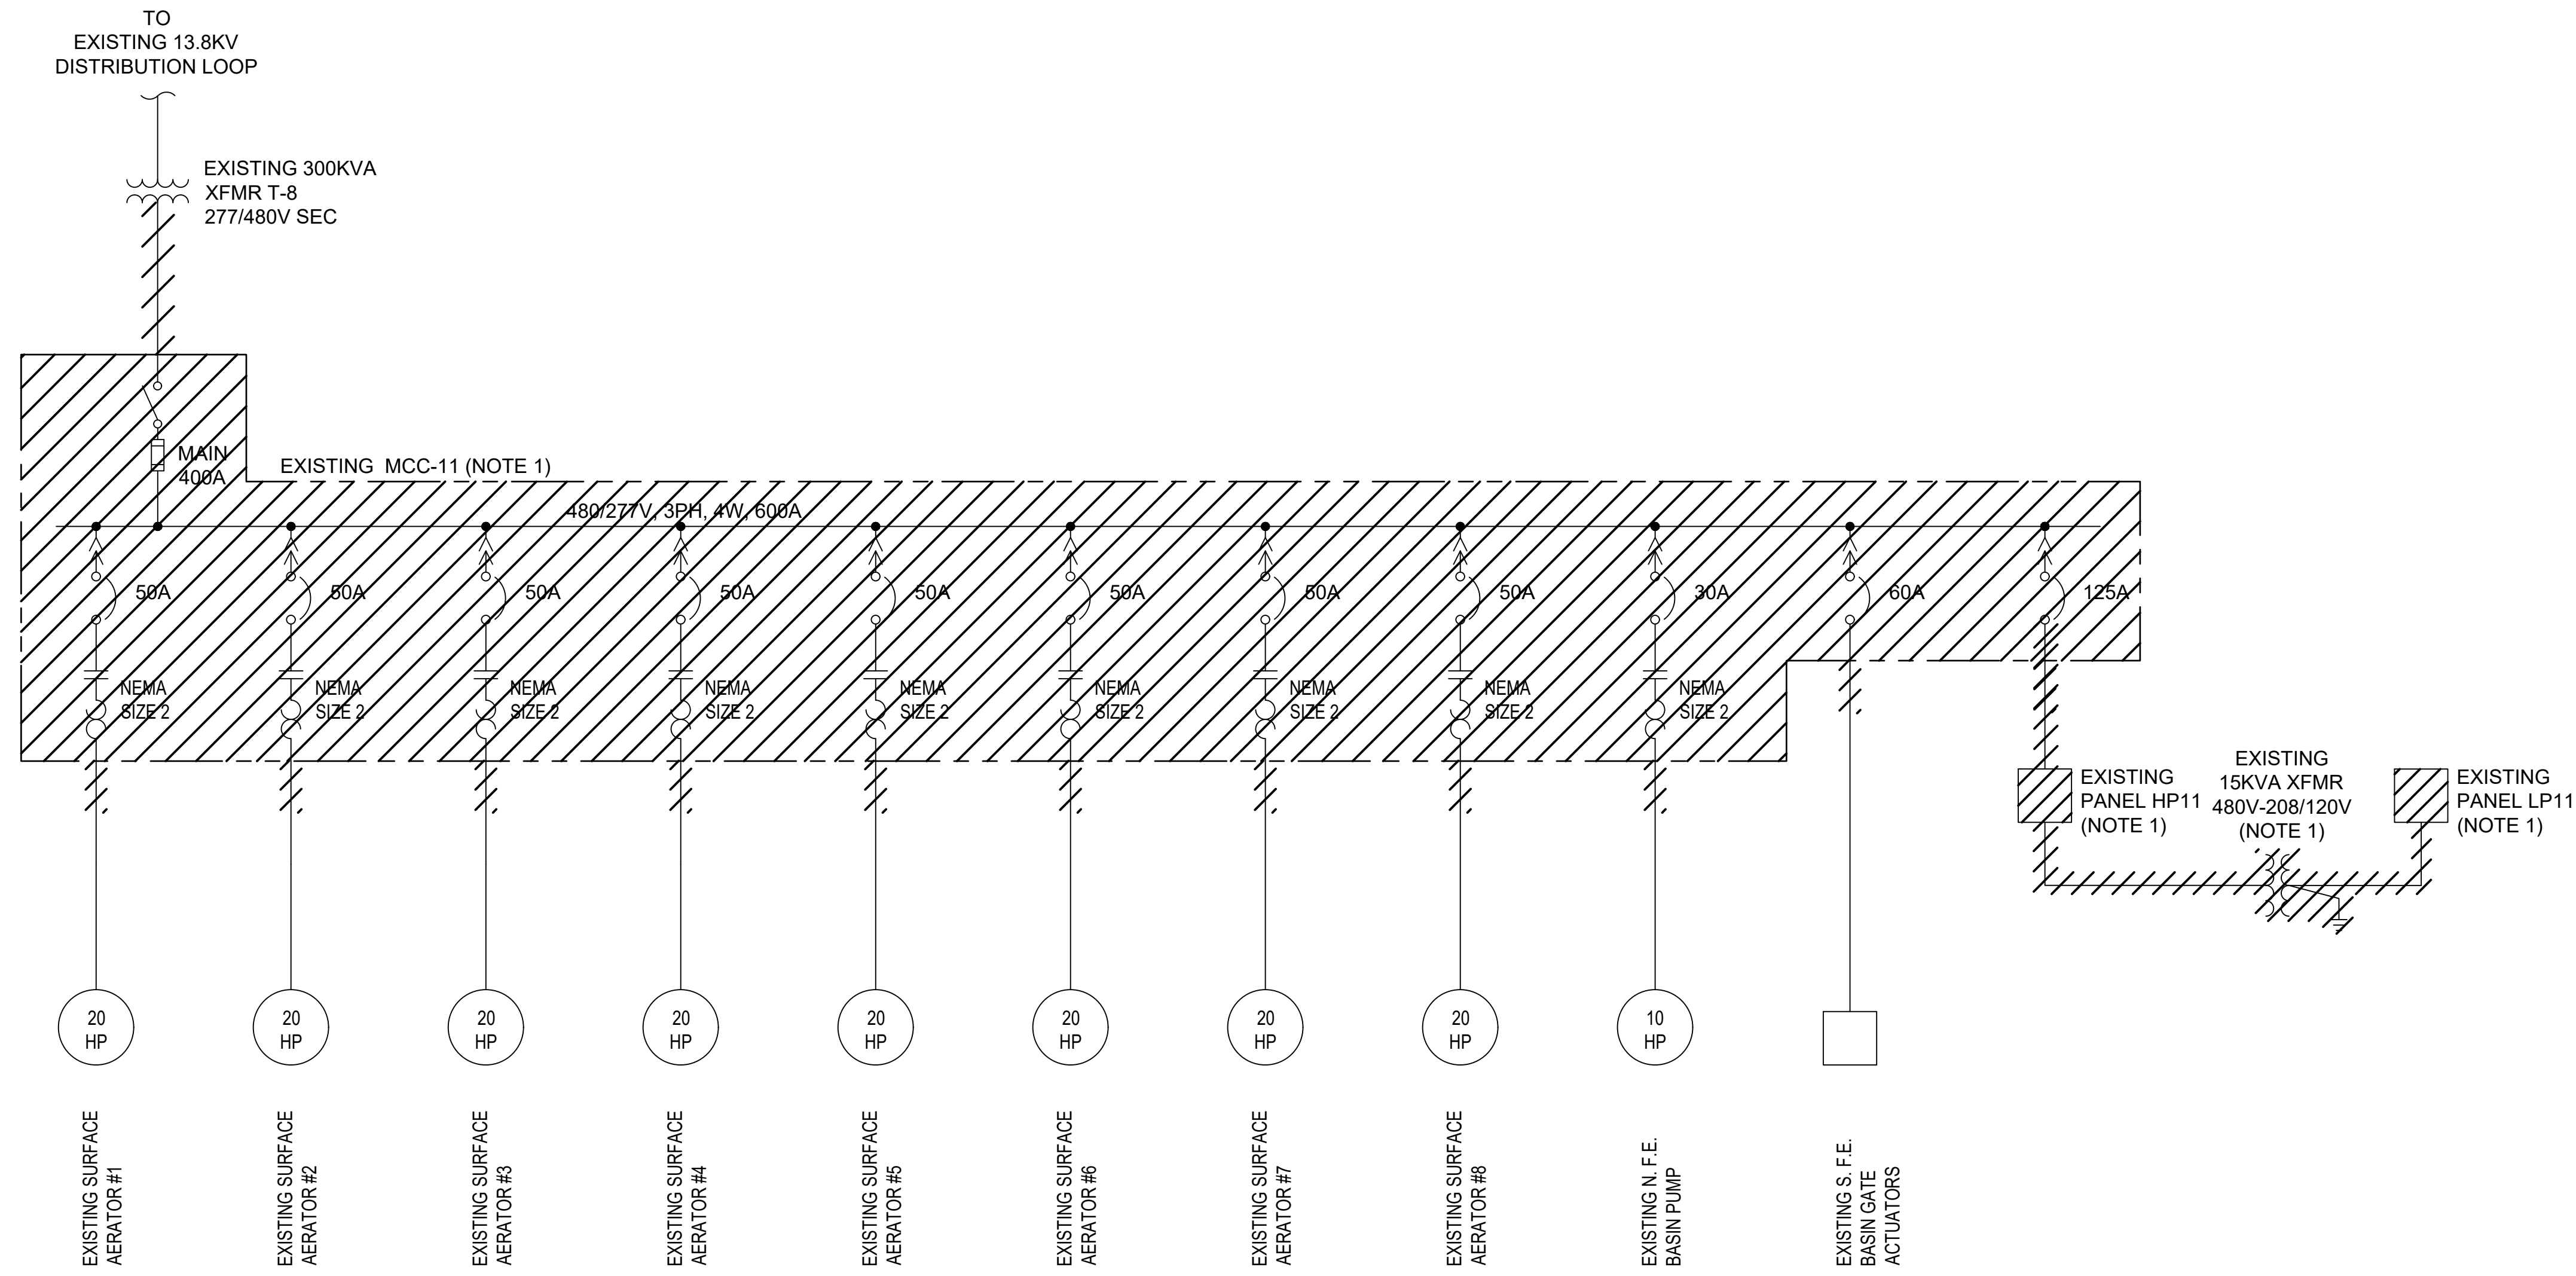 TO
EXISTING 13.8KV
DISTRIBUTION LOOP
EXISTING 300KVA
XFMR T-8
277/480V SEC
MAIN
400A
EXISTING MCC-11 (NOTE 1)
480/277V, 3PH, 4W, 600A
50A
50A
50A
50A
50A
50A
50A
50A
30A
60A
125A
NEMA
SIZE 2
NEMA
SIZE 2
NEMA
SIZE 2
NEMA
SIZE 2
NEMA
SIZE 2
NEMA
SIZE 2
NEMA
SIZE 2
NEMA
SIZE 2
NEMA
SIZE 2
EXISTING
PANEL HP11
(NOTE 1)
EXISTING
15KVA XFMR
480V-208/120V
(NOTE 1)
EXISTING
PANEL LP11
(NOTE 1)
20
HP
20
HP
20
HP
20
HP
20
HP
20
HP
20
HP
20
HP
10
HP
EXISTING SURFACE
AERATOR #1
EXISTING SURFACE
AERATOR #2
EXISTING SURFACE
AERATOR #3
EXISTING SURFACE
AERATOR #4
EXISTING SURFACE
AERATOR #5
EXISTING SURFACE
AERATOR #6
EXISTING SURFACE
AERATOR #7
EXISTING SURFACE
AERATOR #8
EXISTING N. F.E.
BASIN PUMP
EXISTING S. F.E.
BASIN GATE
ACTUATORS